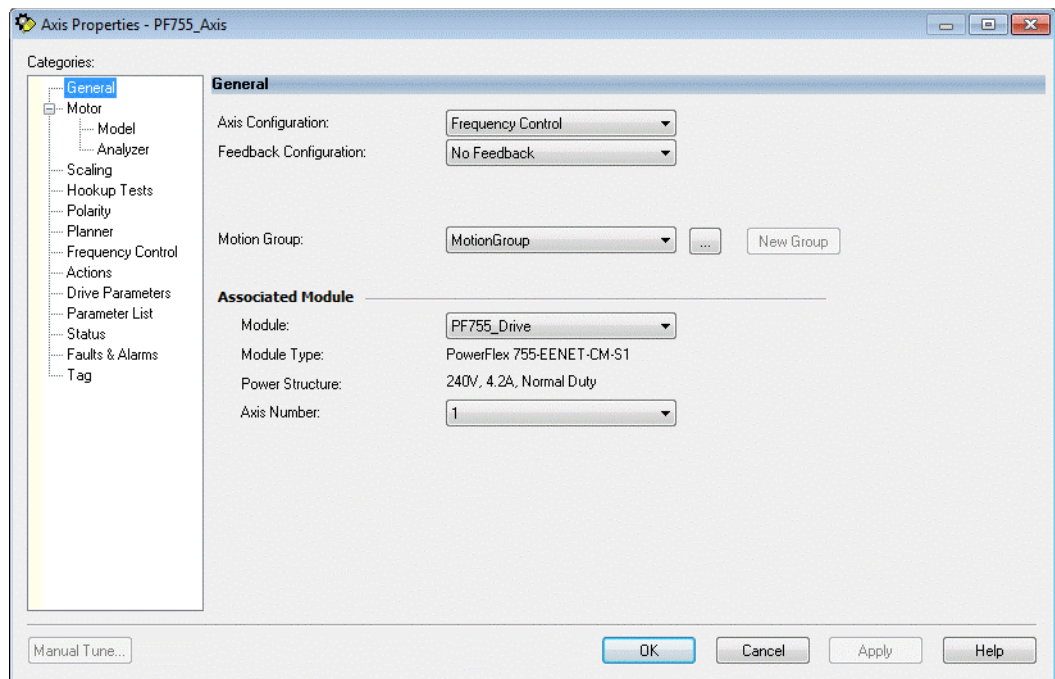 Axis Properties - PF755_Axis
Categories:
General
Motor
Model
Analyzer
Scaling
Hookup Tests
Polarity
Planner
Frequency Control
Actions
Drive Parameters
Parameter List
Status
Faults & Alarms
Tag
General
Axis Configuration: Frequency Control
Feedback Configuration: No Feedback
Motion Group: MotionGroup ... New Group
Associated Module
Module: PF755_Drive
Module Type: PowerFlex 755-EENET-CM-S1
Power Structure: 240V, 4.2A, Normal Duty
Axis Number: 1
Manual Tune... OK Cancel Apply Help